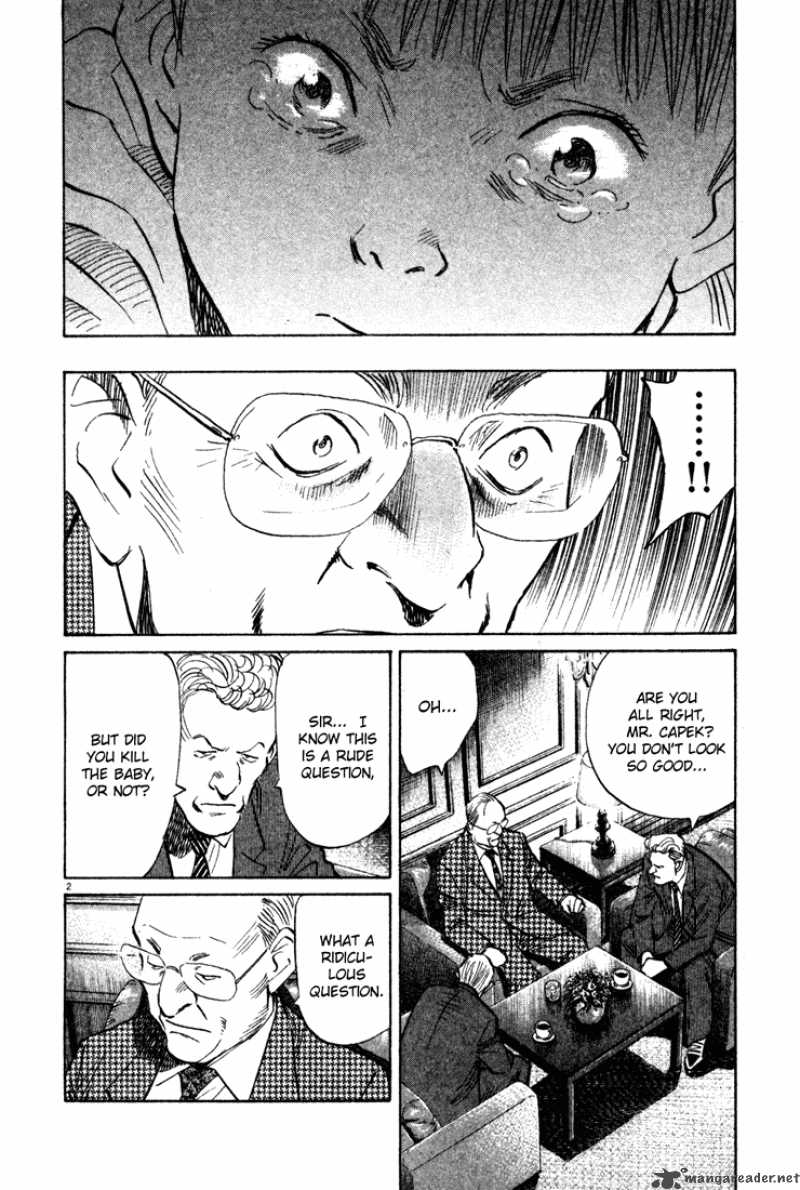 ......!!
ARE YOU
ALL RIGHT,
MR. CAPEK?
YOU DON'T LOOK
SO GOOD...
OH...
SIR... I
KNOW THIS
IS A RUDE
QUESTION,
BUT DID
YOU KILL
THE BABY,
OR NOT?
2
WHAT A
RIDICU-
LOUS
QUESTION.
mangareader.net